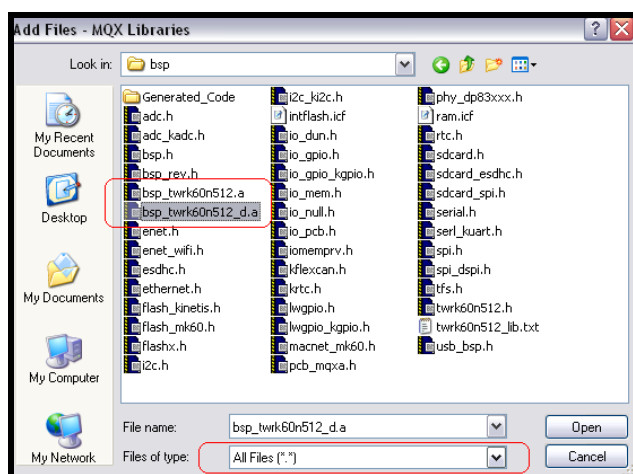 Add Files - MQX Libraries
Look in: bsp
My Recent Documents
Desktop
My Documents
My Computer
My Network
Generated_Code
adc.h
adc_kadc.h
bsp.h
bsp_rev.h
bsp_twrk60n512.a
bsp_twrk60n512_d.a
enet.h
enet_wifi.h
esdhc.h
ethernet.h
flash_kinetis.h
flash_mk60.h
flashx.h
i2c.h
i2c_ki2c.h
intflash.icf
io_dun.h
io_gpio.h
io_gpio_kgpio.h
io_mem.h
io_null.h
io_pcb.h
iomemprv.h
kflexcan.h
krtc.h
lwgpio.h
lwgpio_kgpio.h
macnet_mk60.h
pcb_mqxa.h
phy_dp83xxx.h
ram.icf
rtc.h
sdcard.h
sdcard_esdhc.h
sdcard_spi.h
serial.h
serl_kuart.h
spi.h
spi_dspi.h
tfs.h
twrk60n512.h
twrk60n512_lib.txt
usb_bsp.h
File name: bsp_twrk60n512_d.a Open
Files of type: All Files (*.*) Cancel